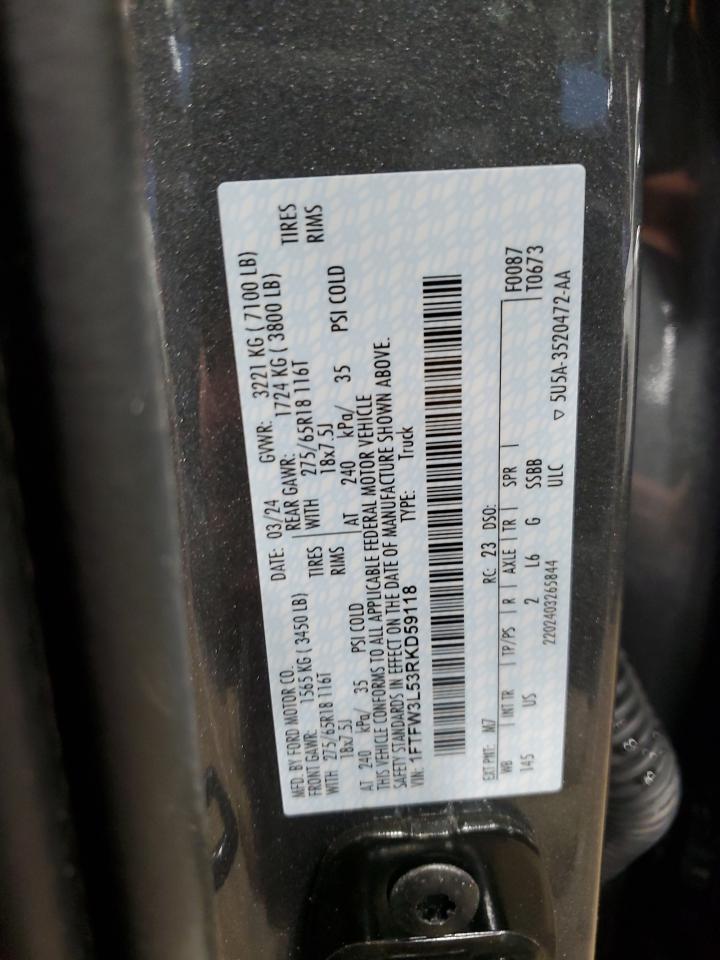 MFD. BY FORD MOTOR CO.
DATE: 03/24 GVWR: 3221 KG ( 7100 LB)
FRONT GAWR: 1565 KG ( 3450 LB)
REAR GAWR: 1724 KG ( 3800 LB)
WITH 275/65R18 116T TIRES
WITH 275/65R18 116T TIRES
18x7.5J RIMS
18x7.5J RIMS
AT 240 kPa/ 35 PSI COLD
AT 240 kPa/ 35 PSI COLD
THIS VEHICLE CONFORMS TO ALL APPLICABLE FEDERAL MOTOR VEHICLE
SAFETY STANDARDS IN EFFECT ON THE DATE OF MANUFACTURE SHOWN ABOVE.
VIN: 1FTFW3L53RKD59118 TYPE: Truck
EXT PNT: M7 RC: 23 DSO:
WB INT TR TP/PS R AXLE TR SPR F0087
145 US 2 L6 G SSBB T0673
2202403265844 ULC ▽ 5U5A-3520472-AA